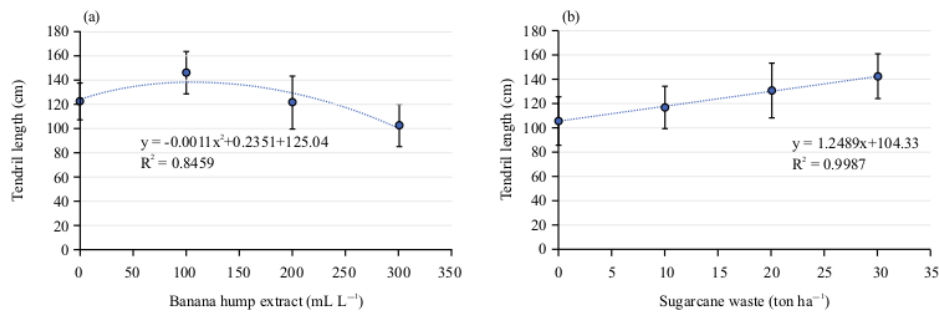 (a)
180
160
140
120
100
80
60
40
20
0
Tendril length (cm)
y = -0.0011x²+0.2351+125.04
R² = 0.8459
0 50 100 150 200 250 300 350
Banana hump extract (mL L⁻¹)
(b)
180
160
140
120
100
80
60
40
20
0
Tendril length (cm)
y = 1.2489x+104.33
R² = 0.9987
0 5 10 15 20 25 30 35
Sugarcane waste (ton ha⁻¹)